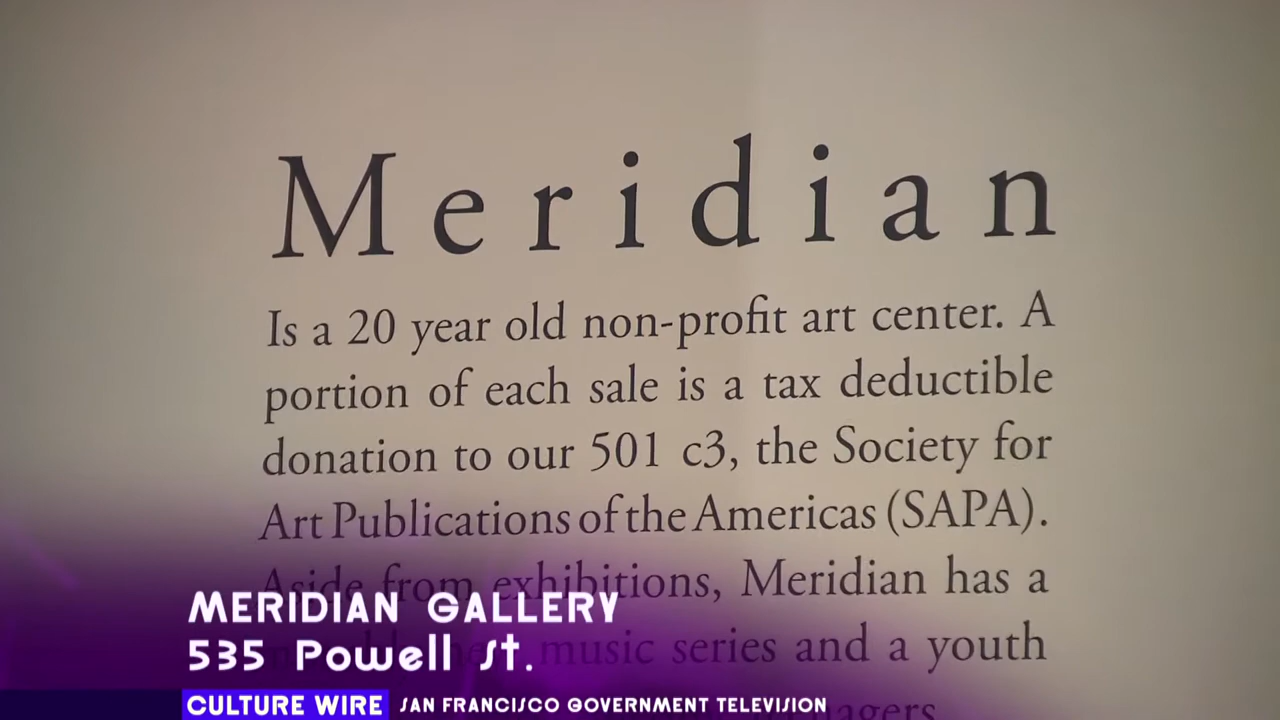 Meridian
Is a 20 year old non-profit art center. A
portion of each sale is a tax deductible
donation to our 501 c3, the Society for
Art Publications of the Americas (SAPA).
Aside from exhibitions, Meridian has a
music series and a youth
MERIDIAN GALLERY
535 Powell St.
CULTURE WIRE SAN FRANCISCO GOVERNMENT TELEVISION